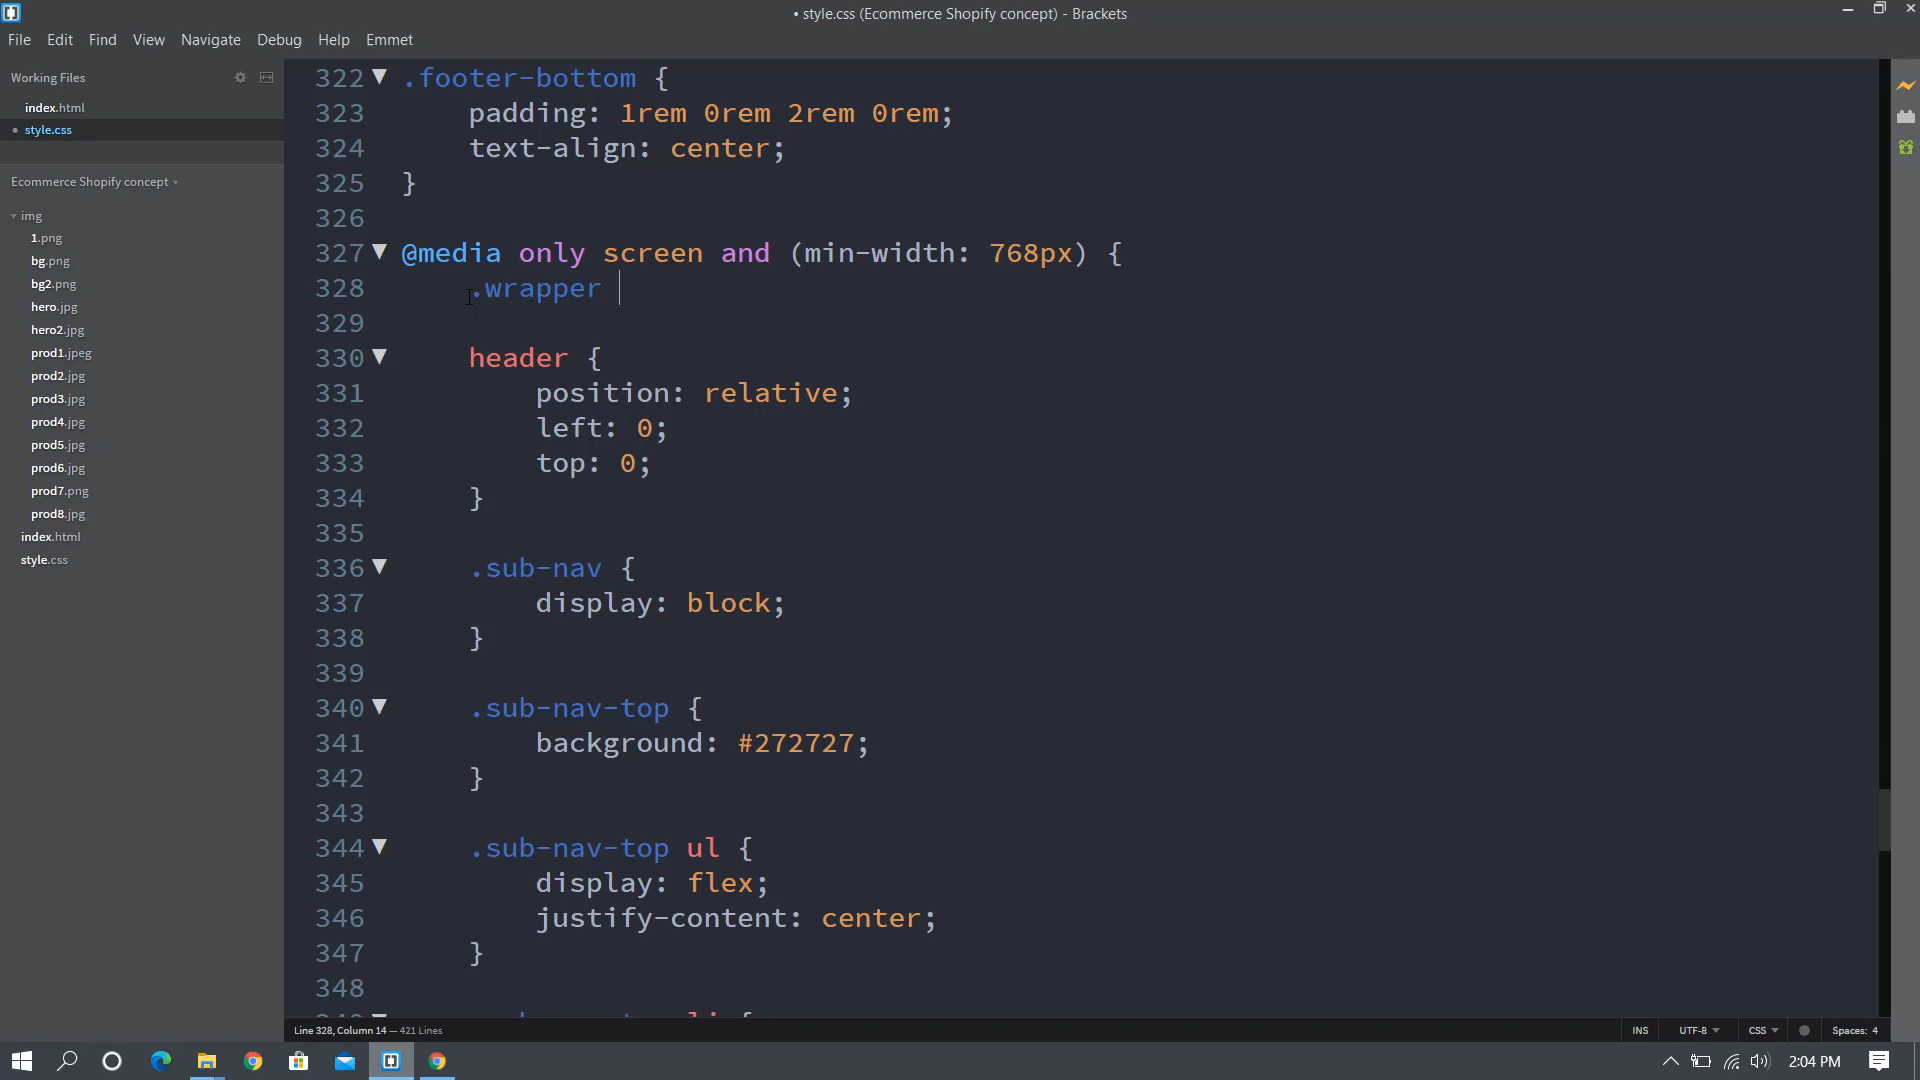 • style.css (Ecommerce Shopify concept) - Brackets
File Edit Find View Navigate Debug Help Emmet
Working Files
index.html
style.css
Ecommerce Shopify concept
img
1.png
bg.png
bg2.png
hero.jpg
hero2.jpg
prod1.jpeg
prod2.jpg
prod3.jpg
prod4.jpg
prod5.jpg
prod6.jpg
prod7.png
prod8.jpg
index.html
style.css
322 .footer-bottom {
323 padding: 1rem 0rem 2rem 0rem;
324 text-align: center;
325 }
326
327 @media only screen and (min-width: 768px) {
328 .wrapper
329
330 header {
331 position: relative;
332 left: 0;
333 top: 0;
334 }
335
336 .sub-nav {
337 display: block;
338 }
339
340 .sub-nav-top {
341 background: #272727;
342 }
343
344 .sub-nav-top ul {
345 display: flex;
346 justify-content: center;
347 }
348
Line 328, Column 14 — 421 Lines
INS UTF-8 CSS Spaces: 4
2:04 PM